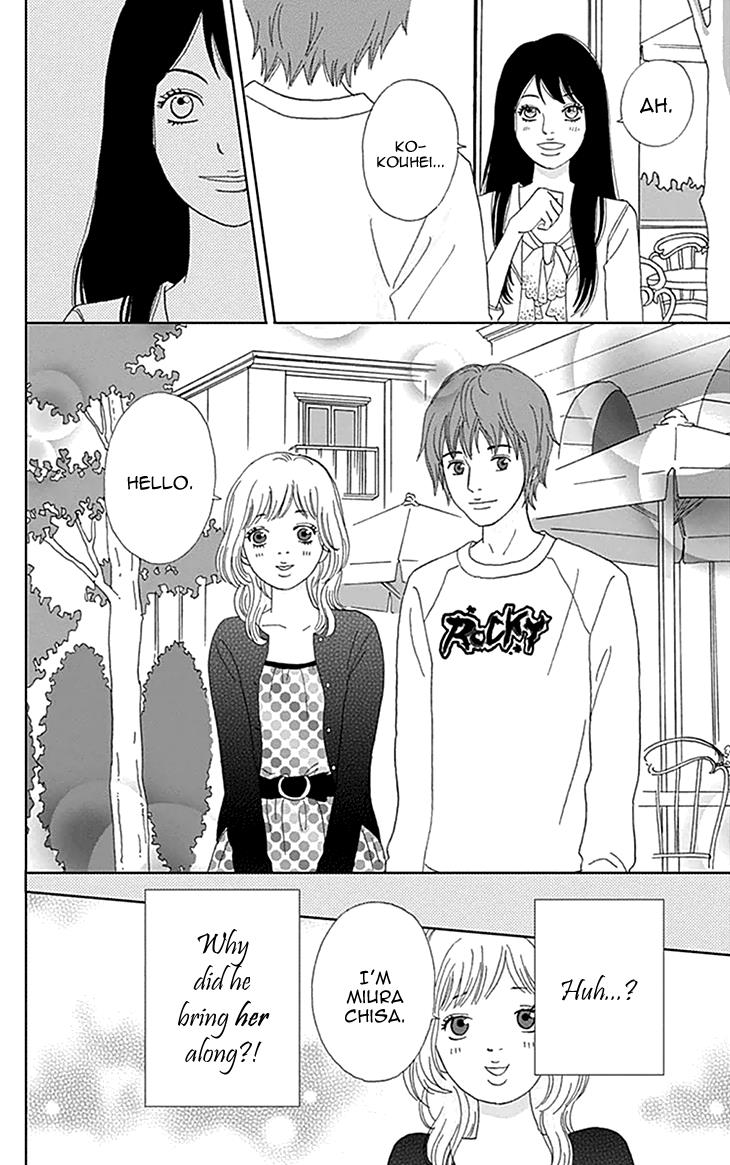 AH.
KO-
KOUHEI...
HELLO.
ROCKY
Huh...?
I'M
MIURA
CHISA.
Why
did he
bring her
along?!